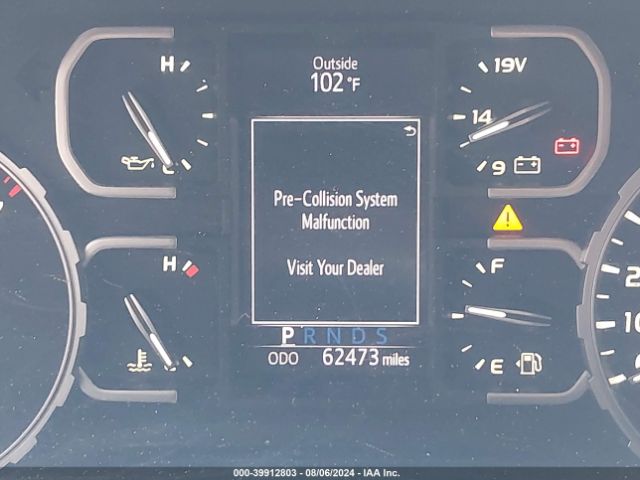 H
19V
Outside
102°F
14
9
Pre-Collision System
Malfunction
Visit Your Dealer
H
F
P R N D S
E
ODO 62473 miles
000-39912803 - 08/06/2024 - IAA Inc.